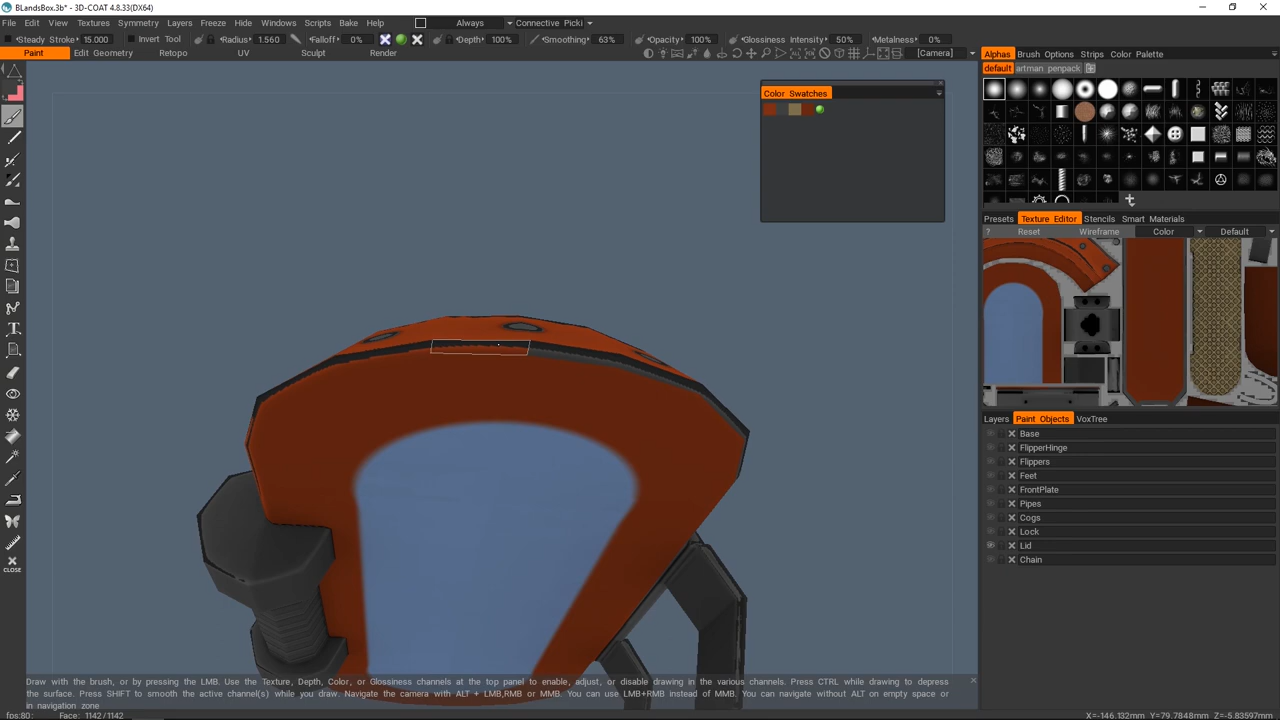 BLandsBox.3b* - 3D-COAT 4.8.33(DX64)
File Edit View Textures Symmetry Layers Freeze Hide Windows Scripts Bake Help Always Connective Picki
Steady Stroke 15.000 Invert Tool Radius 1.560 Falloff 0% Depth: 100% Smoothing 63% Opacity 100% Glossiness Intensity 50% Metalness 0%
Paint Edit Geometry Retopo UV Sculpt Render [Camera]
Alphas Brush Options Strips Color Palette
default artman penpack
Color Swatches
Presets Texture Editor Stencils Smart Materials
? Reset Wireframe Color Default
Layers Paint Objects VoxTree
Base
FlipperHinge
Flippers
Feet
FrontPlate
Pipes
Cogs
Lock
Lid
Chain
CLOSE
Draw with the brush, or by pressing the LMB. Use the Texture, Depth, Color, or Glossiness channels at the top panel to enable, adjust, or disable drawing in the various channels. Press CTRL while drawing to depress
the surface. Press SHIFT to smooth the active channel(s) while you draw. Navigate the camera with ALT + LMB,RMB or MMB. You can use LMB+RMB instead of MMB. You can navigate without ALT on empty space or
in navigation zone
fps:80 Face: 1142/1142 X=-146.132mm Y=79.7848mm Z=-5.83597mm